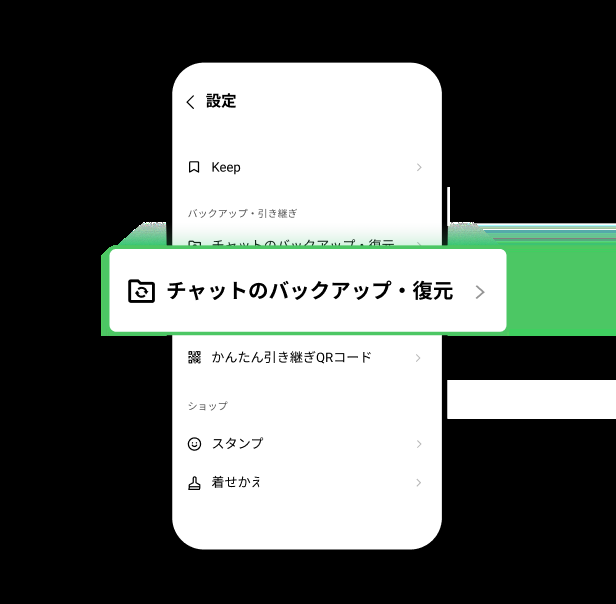 設定
Keep
バックアップ・引き継ぎ
チャットのバックアップ・復元
チャットのバックアップ・復元
かんたん引き継ぎQRコード
ショップ
スタンプ
着せかえ